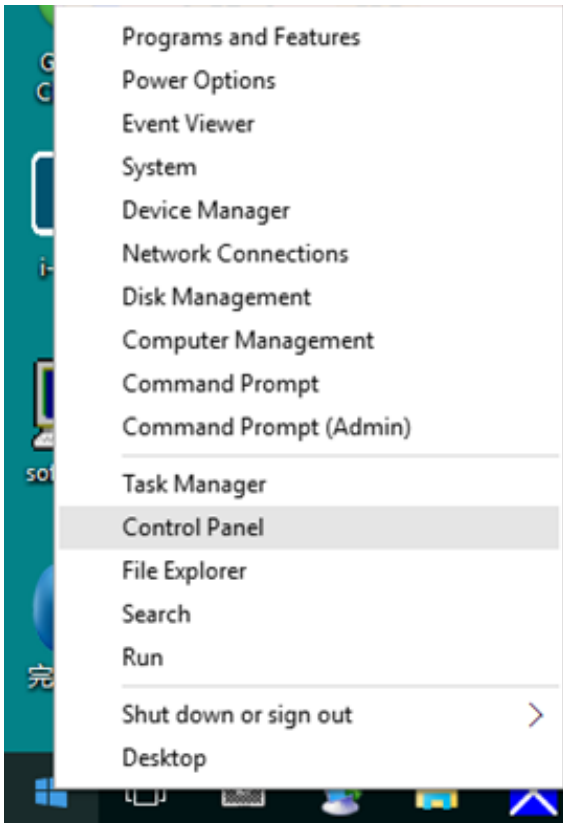 Programs and Features
Power Options
Event Viewer
System
Device Manager
Network Connections
Disk Management
Computer Management
Command Prompt
Command Prompt (Admin)
Task Manager
Control Panel
File Explorer
Search
Run
Shut down or sign out
Desktop